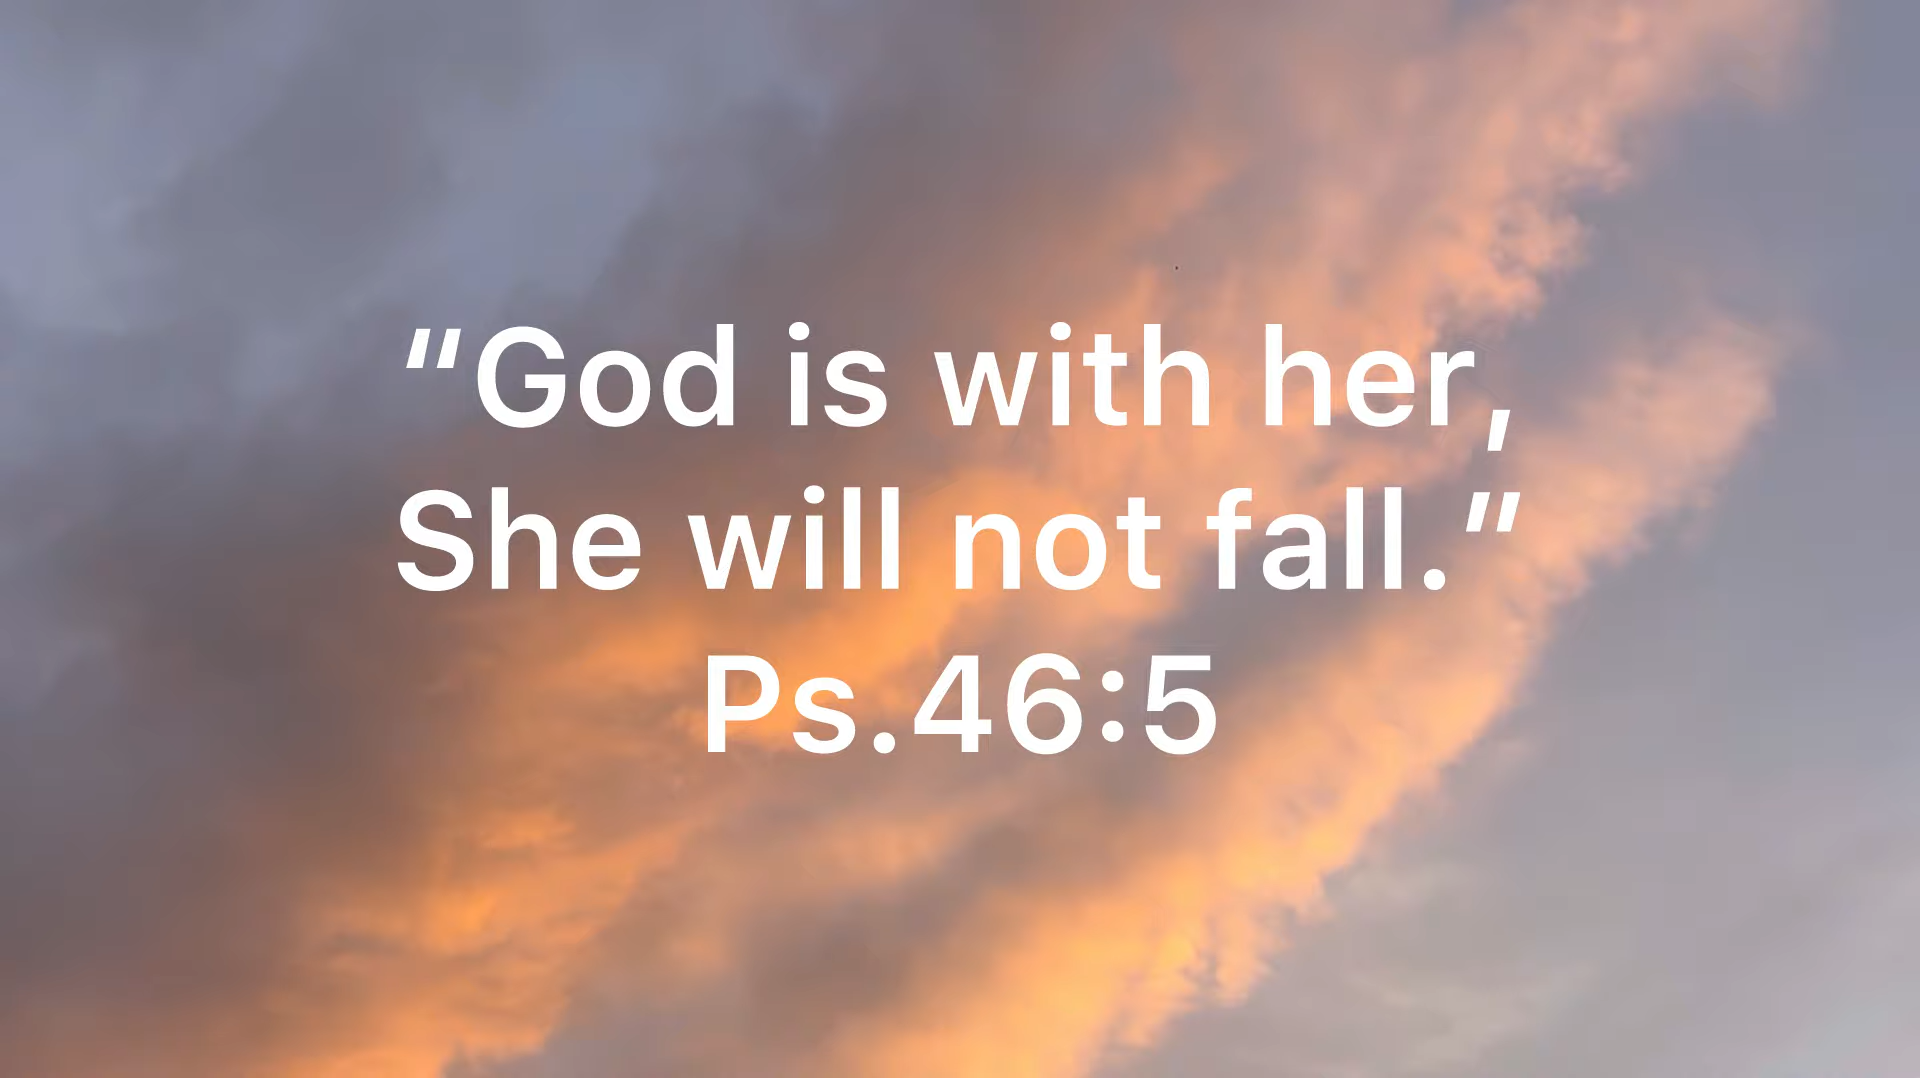 “God is with her,
She will not fall.”
Ps.46:5